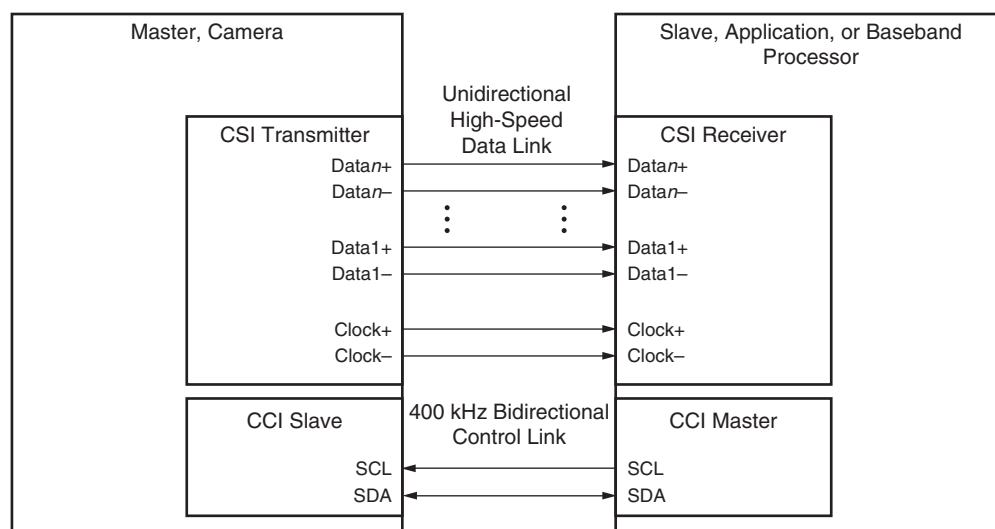 Master, Camera
Slave, Application, or Baseband
Processor
Unidirectional
High-Speed
Data Link
CSI Transmitter
CSI Receiver
Datan+
Datan+
Datan–
Datan–
Data1+
Data1+
Data1–
Data1–
Clock+
Clock+
Clock–
Clock–
CCI Slave
400 kHz Bidirectional
Control Link
CCI Master
SCL
SCL
SDA
SDA